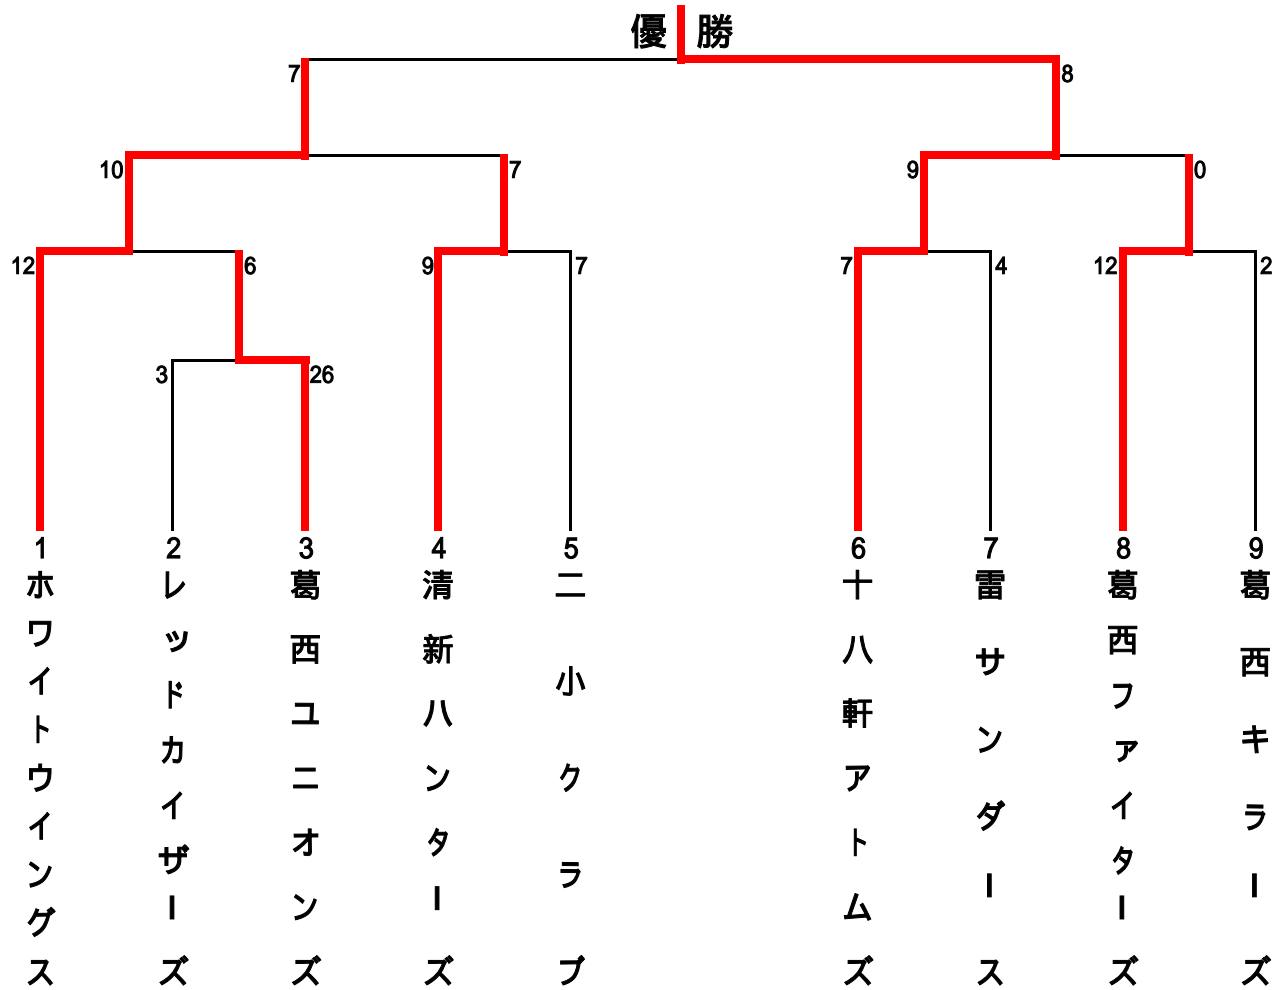 優 勝
7 8
10 7 9 0
12 6 9 7 7 4 12 2
3 26
1 2 3 4 5 6 7 8 9
ホワイトウイングス
レッドカイザーズ
葛西ユニオンズ
清新ハンターズ
二小クラブ
十八軒アトムズ
雷サンダース
葛西ファイターズ
葛西キラーズ